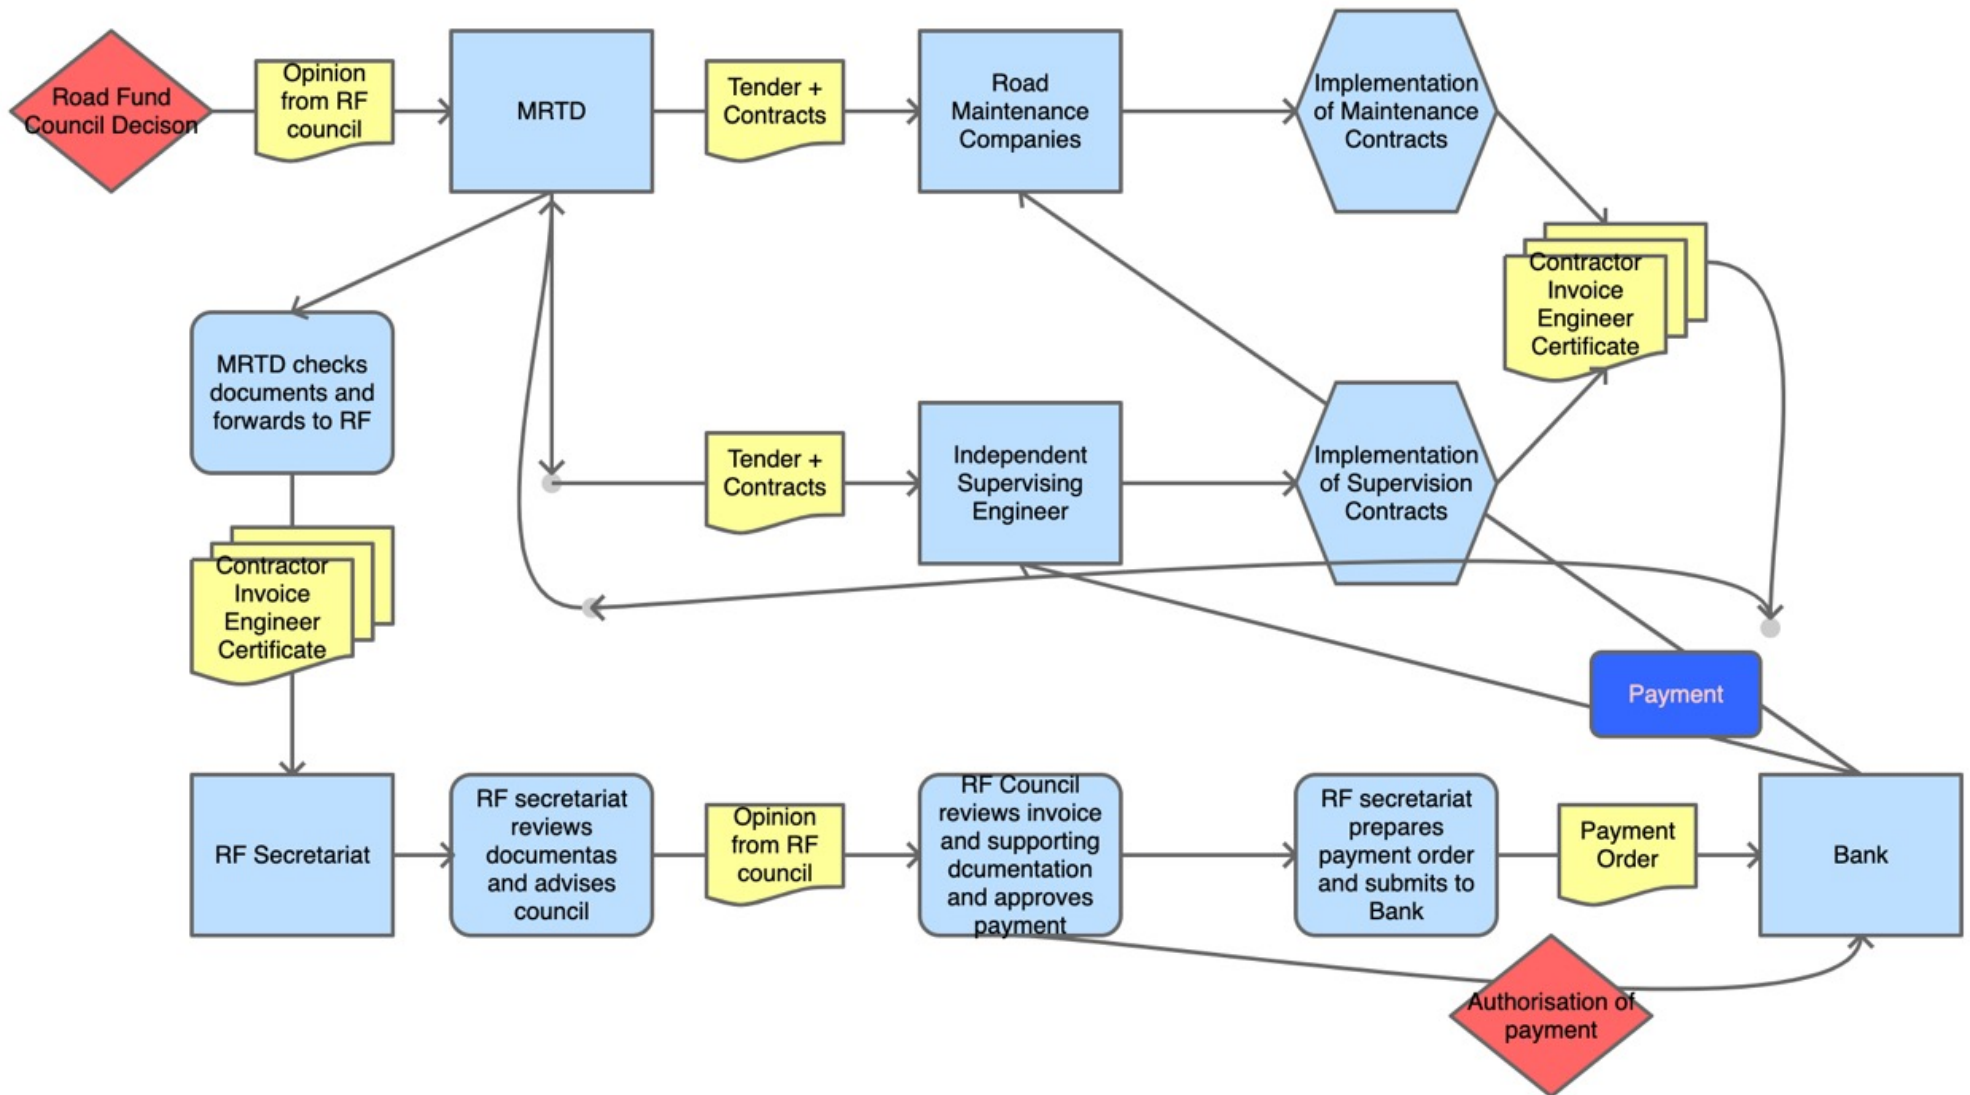 Road Fund
Council Decison
Opinion
from RF
council
MRTD
Tender +
Contracts
Road
Maintenance
Companies
Implementation
of Maintenance
Contracts
Contractor
Invoice
Engineer
Certificate
MRTD checks
documents and
forwards to RF
Tender +
Contracts
Independent
Supervising
Engineer
Implementation
of Supervision
Contracts
Contractor
Invoice
Engineer
Certificate
Payment
RF Secretariat
RF secretariat
reviews
documentas
and advises
council
Opinion
from RF
council
RF Council
reviews invoice
and supporting
dcumentation
and approves
payment
RF secretariat
prepares
payment order
and submits to
Bank
Payment
Order
Bank
Authorisation of
payment